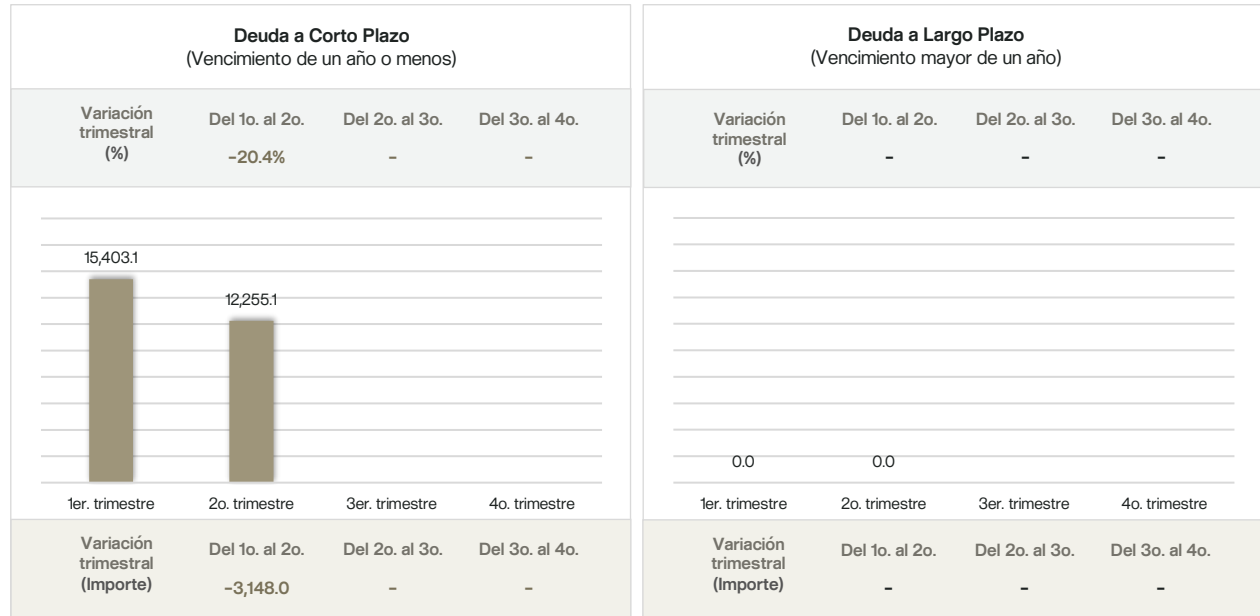 Deuda a Corto Plazo
(Vencimiento de un año o menos)
Variación
trimestral
(%)
Del 1o. al 2o.
Del 2o. al 3o.
Del 3o. al 4o.
-20.4%
-
-
15,403.1
12,255.1
1er. trimestre
2o. trimestre
3er. trimestre
4o. trimestre
Variación
trimestral
(Importe)
Del 1o. al 2o.
Del 2o. al 3o.
Del 3o. al 4o.
-3,148.0
-
-
Deuda a Largo Plazo
(Vencimiento mayor de un año)
Variación
trimestral
(%)
Del 1o. al 2o.
Del 2o. al 3o.
Del 3o. al 4o.
-
-
-
0.0
0.0
1er. trimestre
2o. trimestre
3er. trimestre
4o. trimestre
Variación
trimestral
(Importe)
Del 1o. al 2o.
Del 2o. al 3o.
Del 3o. al 4o.
-
-
-